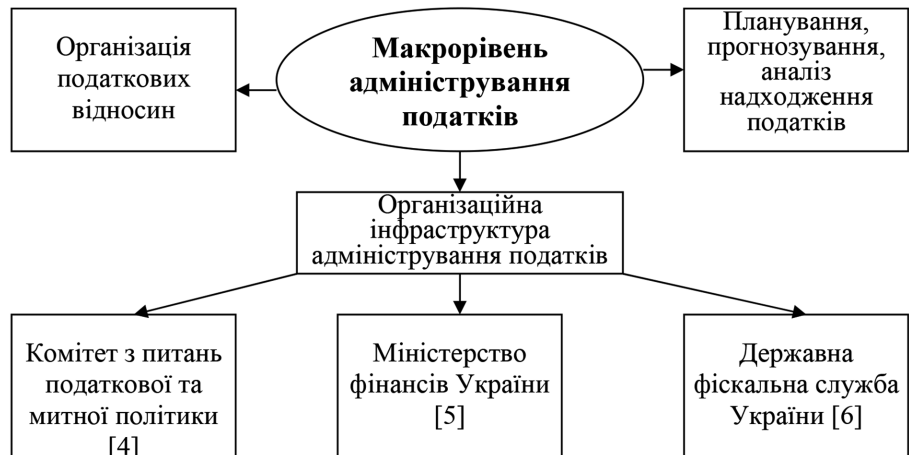 Організація
податкових
відносин
Макрорівень
адміністрування
податків
Планування,
прогнозування,
аналіз
надходження
податків
Організаційна
інфраструктура
адміністрування податків
Комітет з питань
податкової та
митної політики
[4]
Міністерство
фінансів України
[5]
Державна
фіскальна служба
України [6]